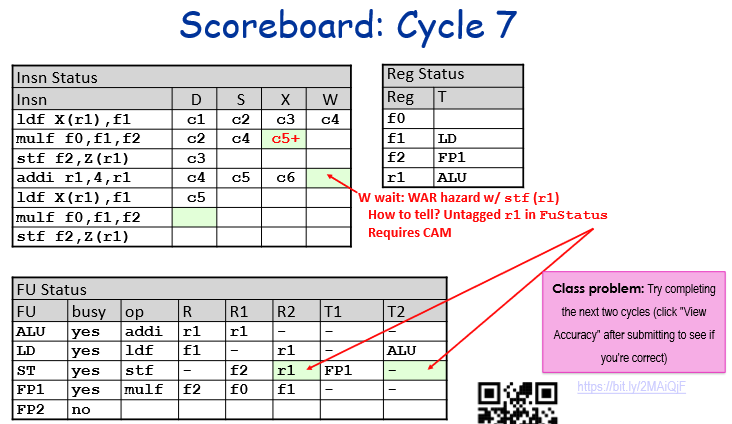 Scoreboard: Cycle 7
Insn Status
Insn D S X W
ldf X(r1),f1 c1 c2 c3 c4
mulf f0,f1,f2 c2 c4 c5+
stf f2,Z(r1) c3
addi r1,4,r1 c4 c5 c6
ldf X(r1),f1 c5
mulf f0,f1,f2
stf f2,Z(r1)
Reg Status
Reg T
f0
f1 LD
f2 FP1
r1 ALU
W wait: WAR hazard w/ stf (r1)
How to tell? Untagged r1 in FuStatus
Requires CAM
FU Status
FU busy op R R1 R2 T1 T2
ALU yes addi r1 r1 - - -
LD yes ldf f1 - r1 - ALU
ST yes stf - f2 r1 FP1 -
FP1 yes mulf f2 f0 f1 - -
FP2 no
Class problem: Try completing
the next two cycles (click "View
Accuracy" after submitting to see if
you're correct)
https://bit.ly/2MAiQjF